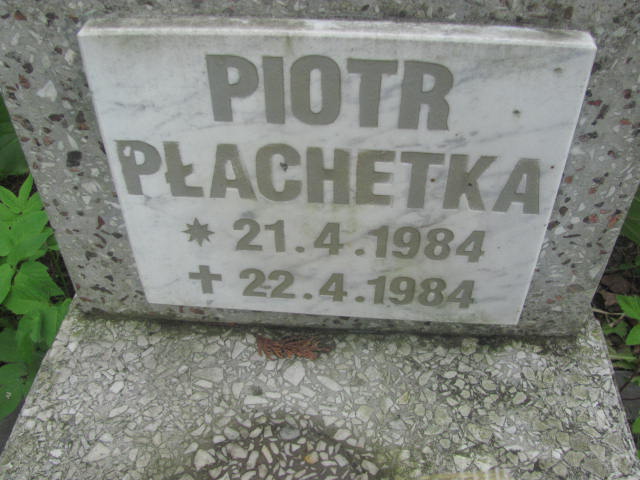 PIOTR
PŁACHETKA
* 21.4.1984
✝ 22.4.1984